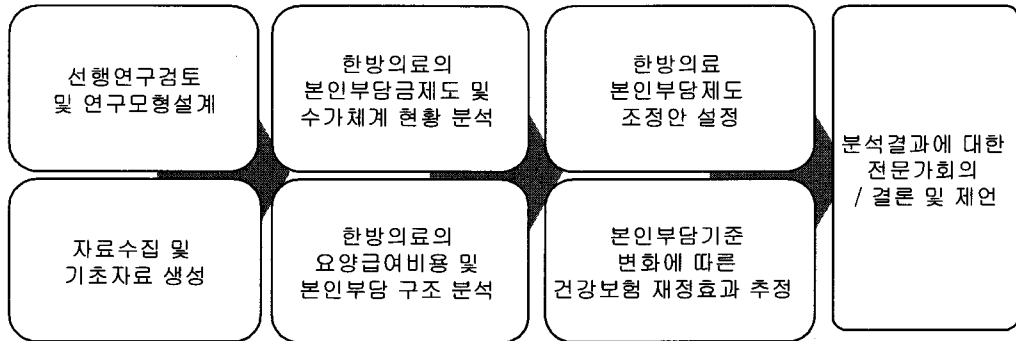 선행연구검토
및 연구모형설계
한방의료의
본인부담금제도 및
수가체계 현황 분석
한방의료
본인부담제도
조정안 설정
자료수집 및
기초자료 생성
한방의료의
요양급여비용 및
본인부담 구조 분석
본인부담기준
변화에 따른
건강보험 재정효과 추정
분석결과에 대한
전문가회의
/ 결론 및 제언